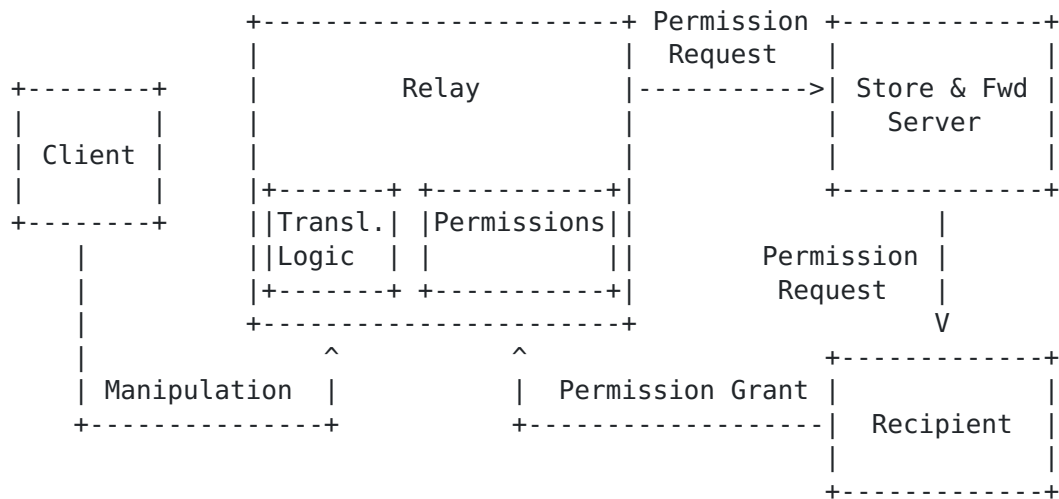 Permission
Request
Relay
Store & Fwd
Server
Client
Transl.
Logic
Permissions
Permission
Request
Manipulation
Permission Grant
Recipient